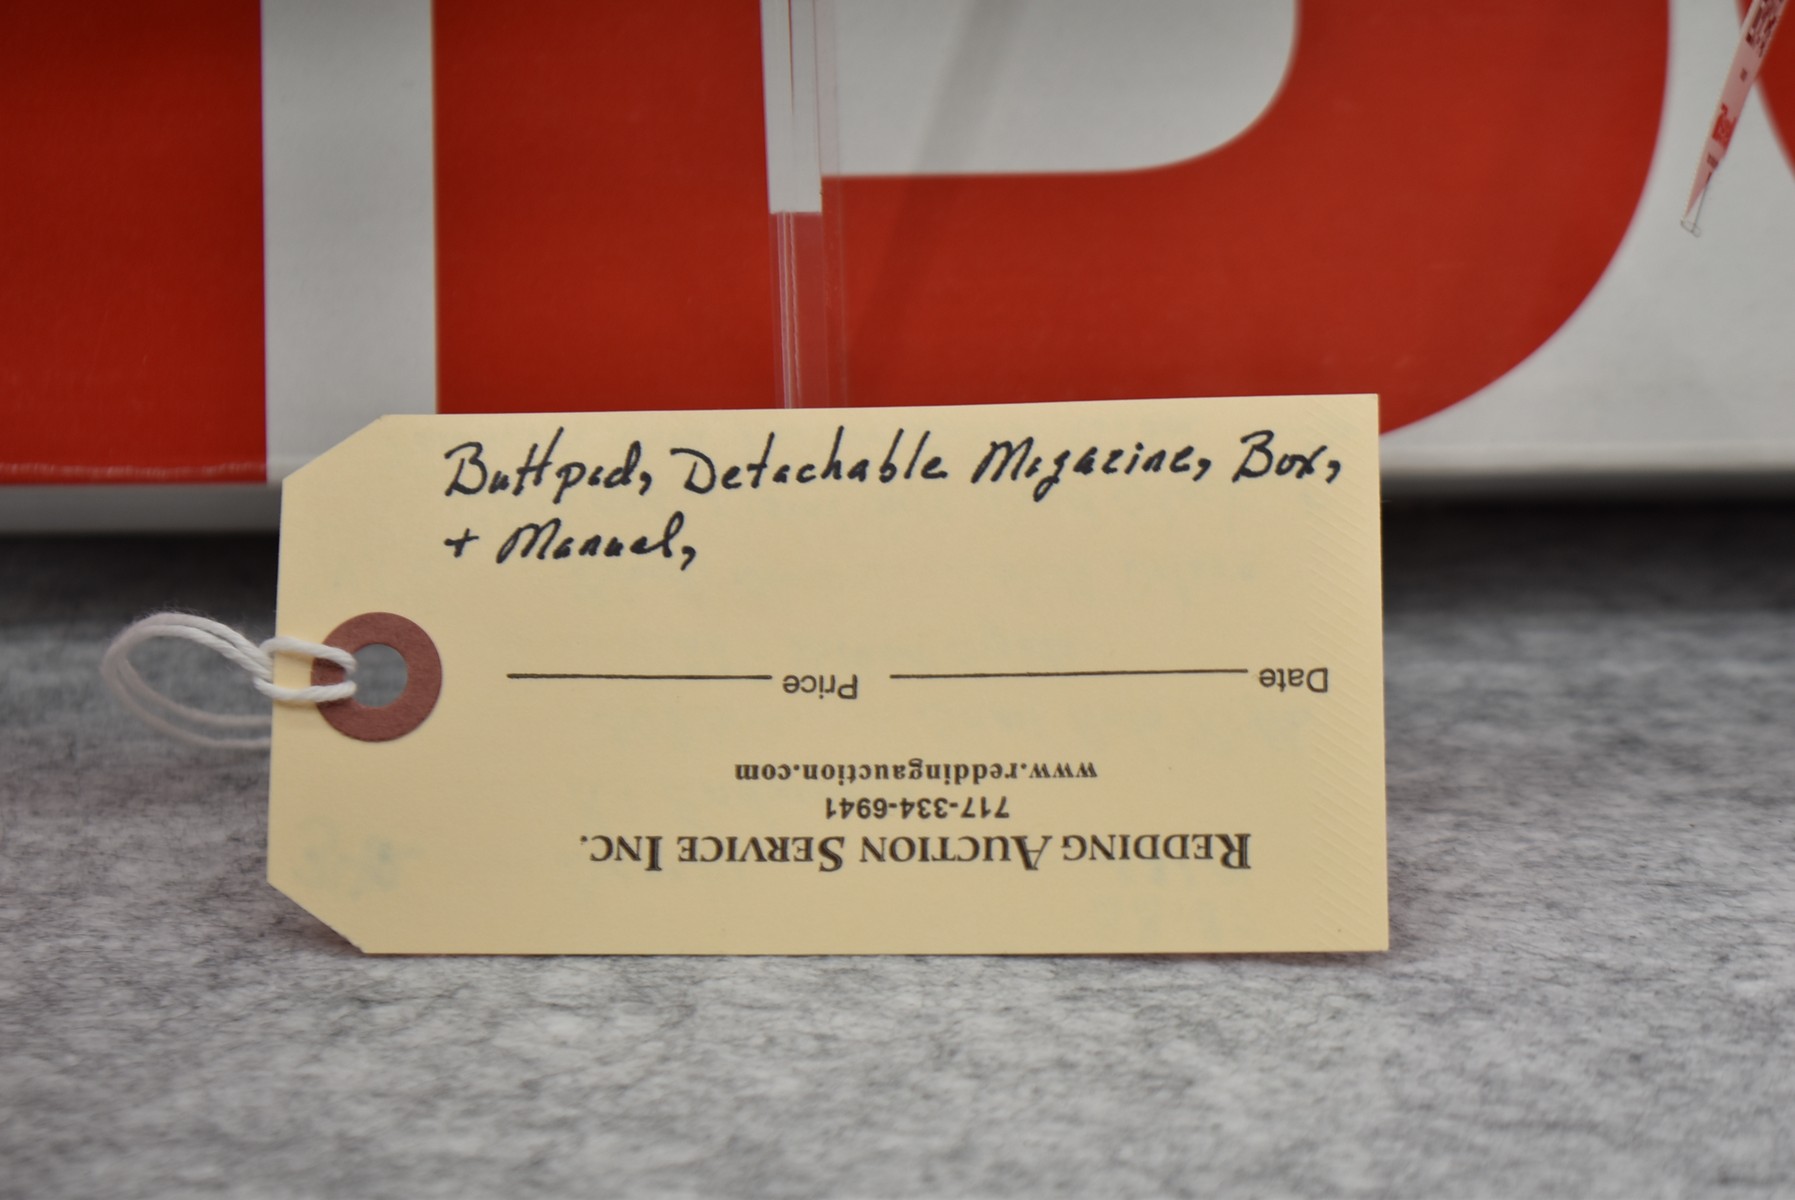 Buttpad, Detachable Magazine, Box,
+ Manual,
Date Price
REDDING AUCTION SERVICE INC.
717-334-6941
www.reddingauction.com